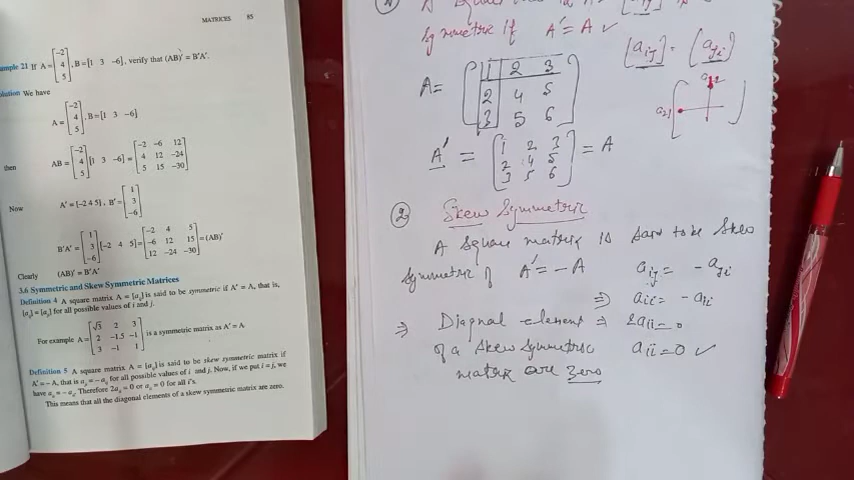 MATRICES 85
mple 21 If A = [-2 4 5], B = [1 3 -6], verify that (AB)' = B'A'.
lution We have
A = [-2 4 5], B = [1 3 -6]
then AB = [-2 4 5] [1 3 -6] = [-2 -6 12 4 12 -24 5 15 -30]
Now A' = [-2 4 5], B' = [1 3 -6]
B'A' = [1 3 -6] [-2 4 5] = [-2 4 5 -6 12 15 12 -24 -30] = (AB)'
Clearly (AB)' = B'A'
3.6 Symmetric and Skew Symmetric Matrices
Definition 4 A square matrix A = [aij] is said to be symmetric if A' = A, that is,
[aij] = [aji] for all possible values of i and j.
For example A = [√3 2 3 2 -1.5 -1 3 -1 1] is a symmetric matrix as A' = A
Definition 5 A square matrix A = [aij] is said to be skew symmetric matrix if
A' = -A, that is aji = -aij for all possible values of i and j. Now, if we put i = j, we
have aii = -aii. Therefore 2aii = 0 or aii = 0 for all i's.
This means that all the diagonal elements of a skew symmetric matrix are zero.
Symmetric if A' = A ✓
[aij] = [aji]
A = [1 2 3 2 4 5 3 5 6]
a21
A' = [1 2 3 2 4 5 3 5 6] = A
② Skew Symmetric
A Square matrix is said to be Skew
Symmetric if A' = -A aij = -aji
⇒ aii = -aii
⇒ Diagnal element ⇒ 2aii = 0
of a Skew Symmetric aii = 0 ✓
matrix are Zero